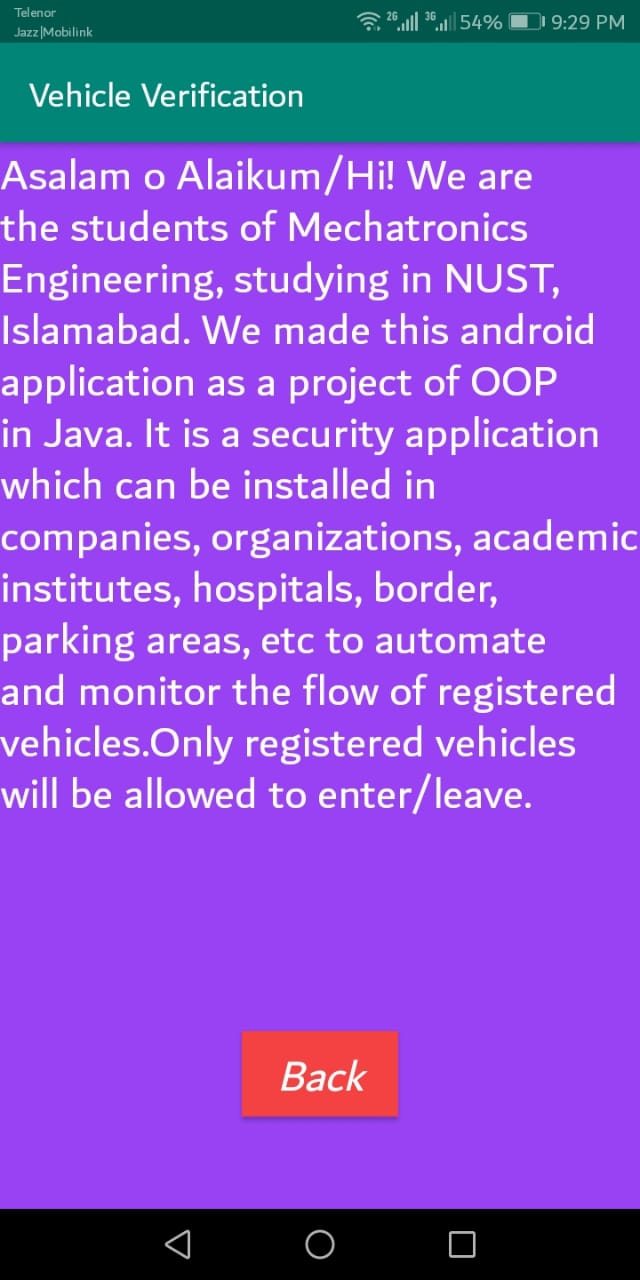 Telenor
Jazz|Mobilink
2G 3G 54% 9:29 PM
Vehicle Verification
Asalam o Alaikum/Hi! We are
the students of Mechatronics
Engineering, studying in NUST,
Islamabad. We made this android
application as a project of OOP
in Java. It is a security application
which can be installed in
companies, organizations, academic
institutes, hospitals, border,
parking areas, etc to automate
and monitor the flow of registered
vehicles.Only registered vehicles
will be allowed to enter/leave.
Back